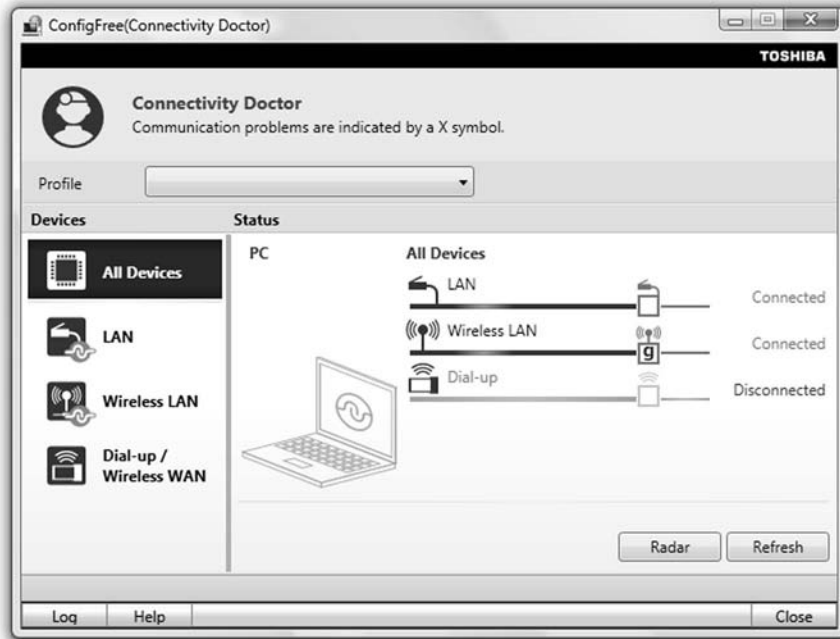 ConfigFree(Connectivity Doctor)
TOSHIBA
Connectivity Doctor
Communication problems are indicated by a X symbol.
Profile
Devices
Status
All Devices
LAN
Wireless LAN
Dial-up /
Wireless WAN
PC
All Devices
LAN
Connected
Wireless LAN
g
Connected
Dial-up
Disconnected
Radar
Refresh
Log
Help
Close